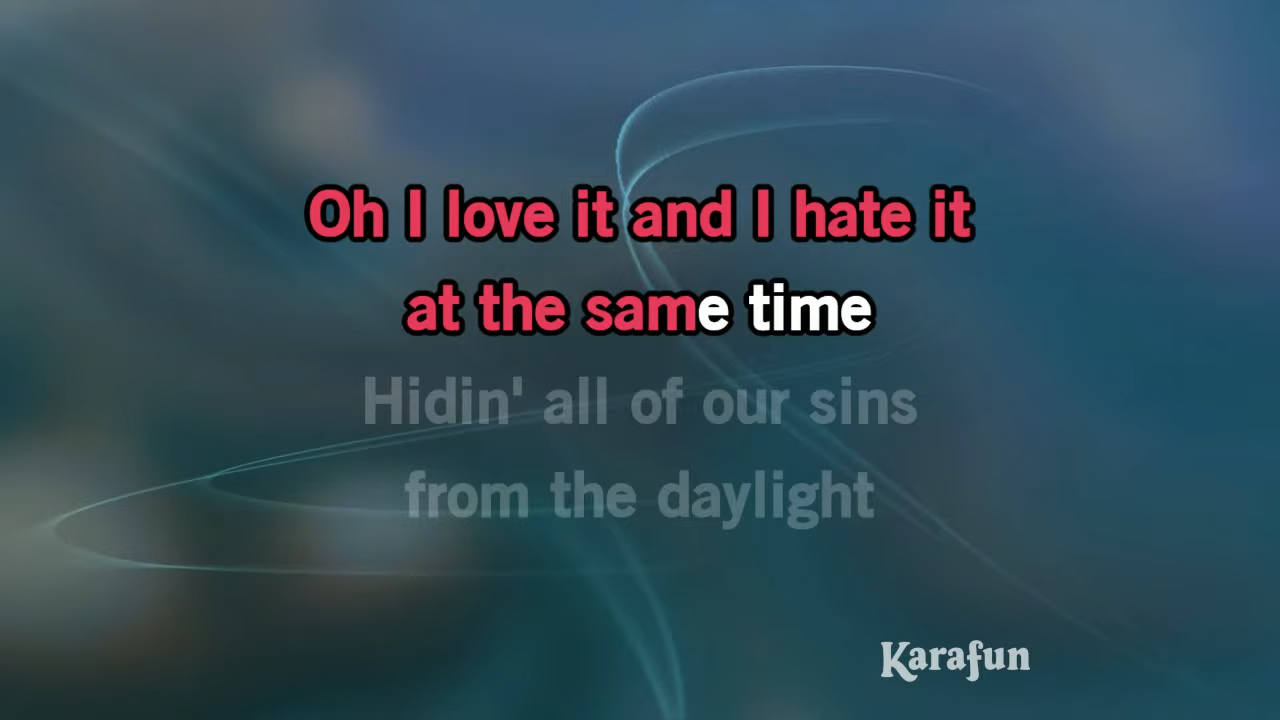 Oh I love it and I hate it
at the same time
Hidin' all of our sins
from the daylight
Karafun